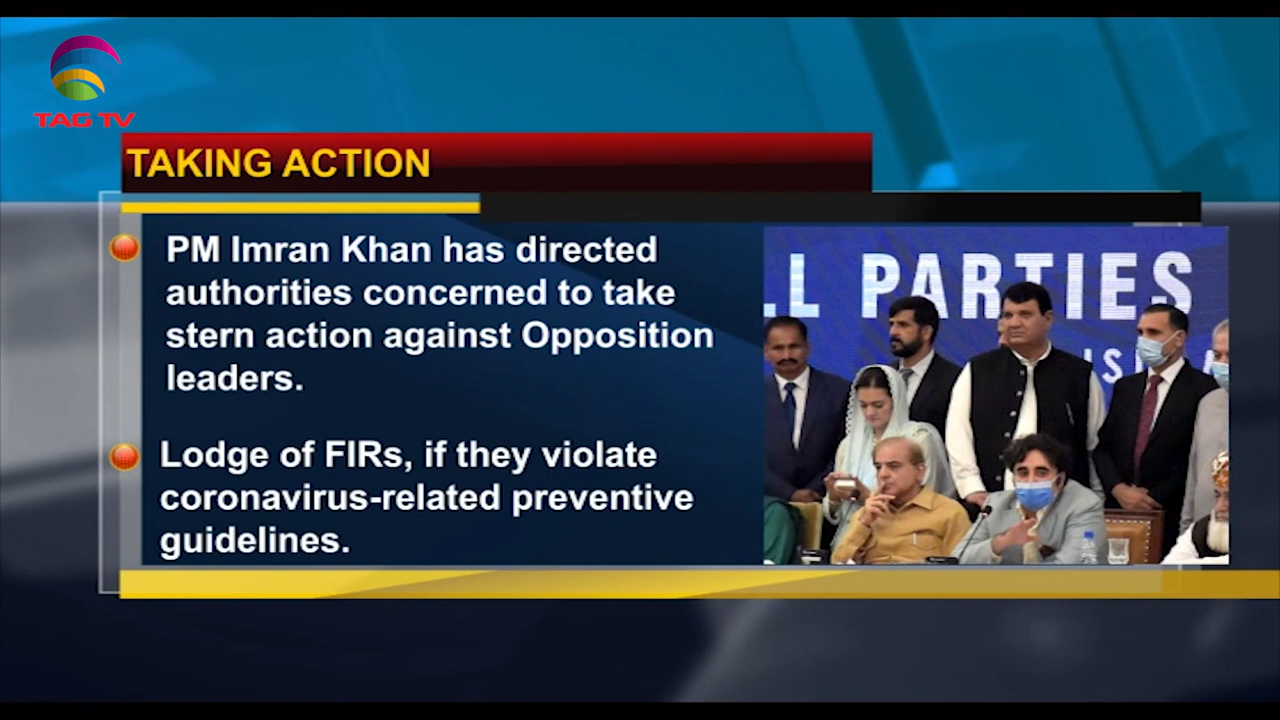 TAG TV
TAKING ACTION
PM Imran Khan has directed
authorities concerned to take
stern action against Opposition
leaders.
Lodge of FIRs, if they violate
coronavirus-related preventive
guidelines.
LL PARTIES